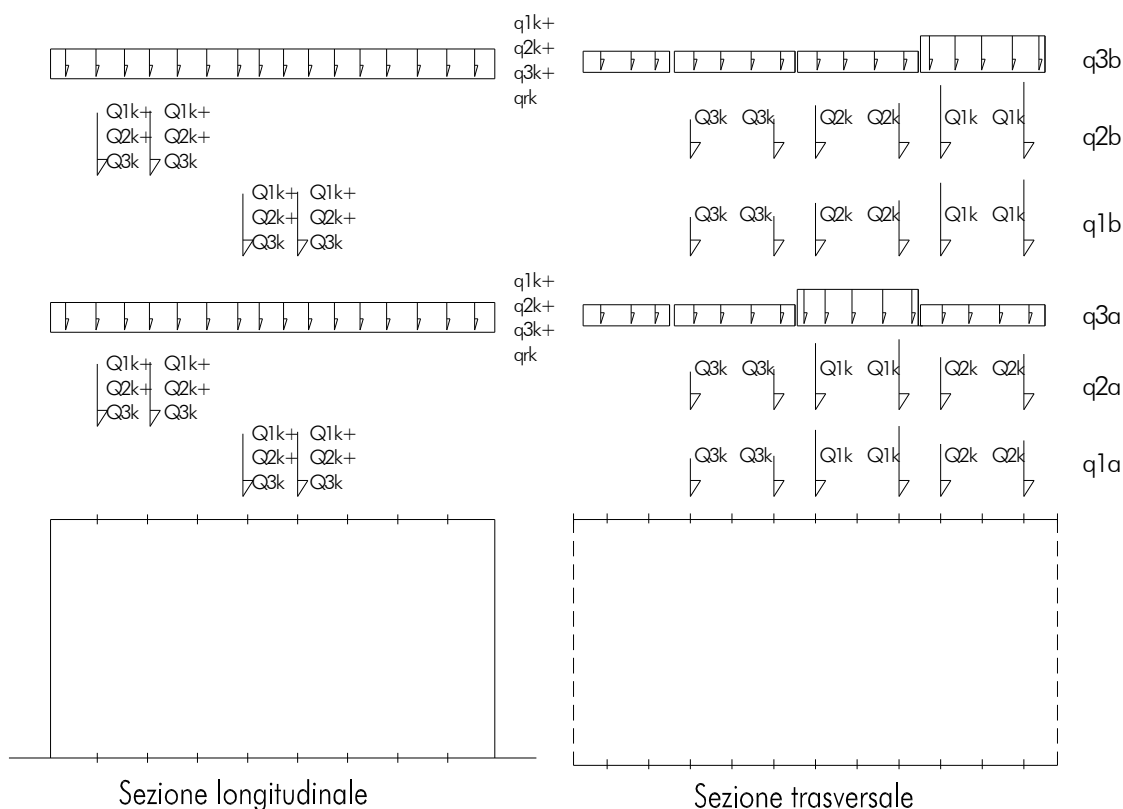 q1k+
q2k+
q3k+
qrk
q3b
Q1k+ Q1k+
Q2k+ Q2k+
Q3k Q3k
Q3k Q3k Q2k Q2k Q1k Q1k
q2b
Q1k+ Q1k+
Q2k+ Q2k+
Q3k Q3k
Q3k Q3k Q2k Q2k Q1k Q1k
q1b
q1k+
q2k+
q3k+
qrk
q3a
Q1k+ Q1k+
Q2k+ Q2k+
Q3k Q3k
Q3k Q3k Q1k Q1k Q2k Q2k
q2a
Q1k+ Q1k+
Q2k+ Q2k+
Q3k Q3k
Q3k Q3k Q1k Q1k Q2k Q2k
q1a
Sezione longitudinale
Sezione trasversale